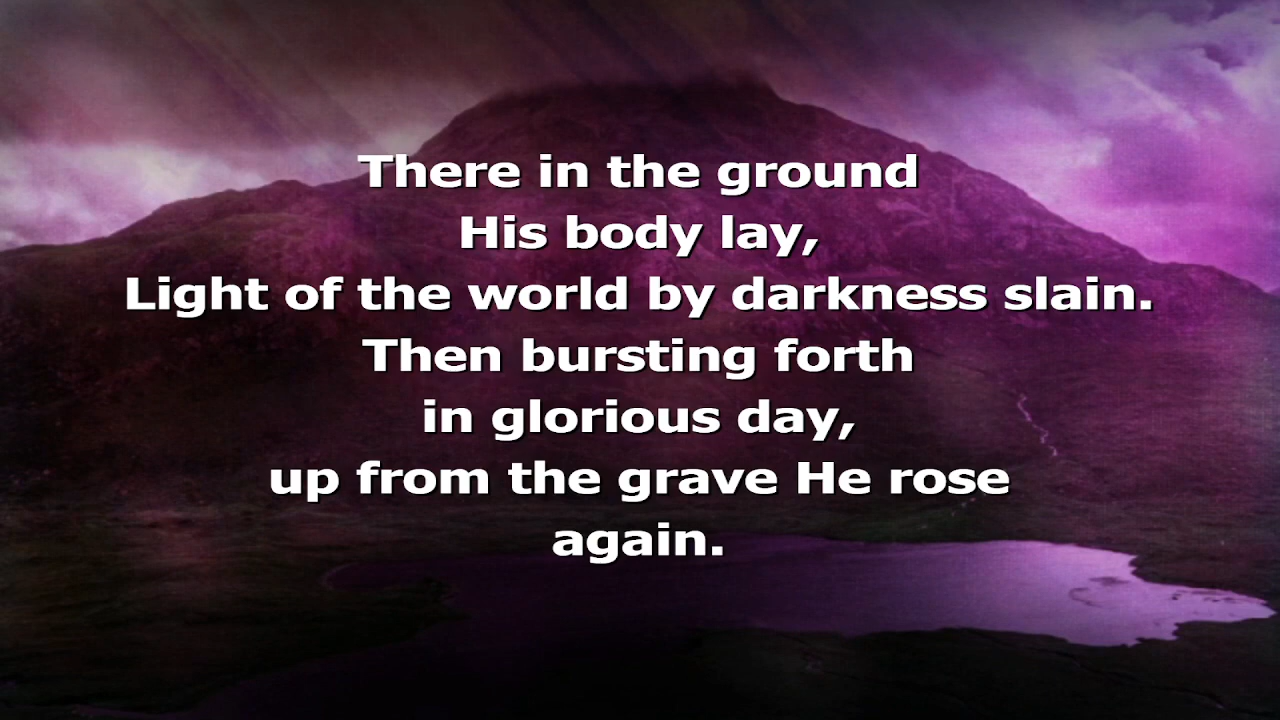 There in the ground
His body lay,
Light of the world by darkness slain.
Then bursting forth
in glorious day,
up from the grave He rose
again.